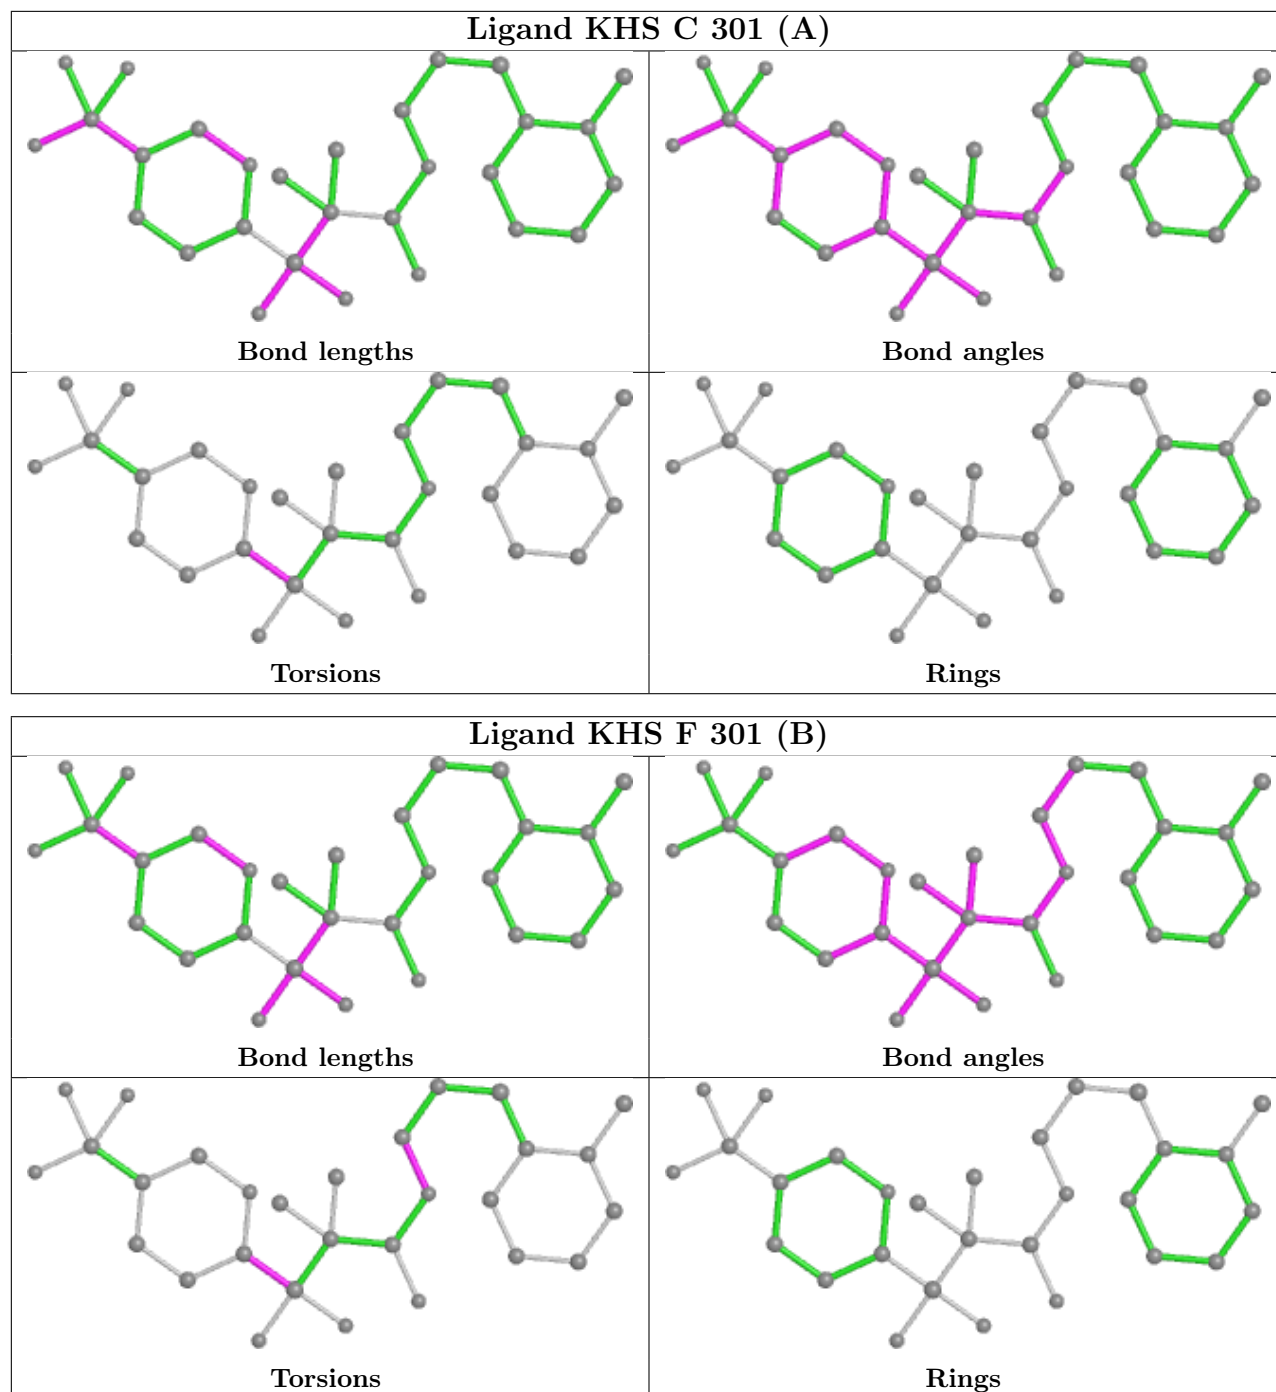 Ligand KHS C 301 (A)
Bond lengths
Bond angles
Torsions
Rings
Ligand KHS F 301 (B)
Bond lengths
Bond angles
Torsions
Rings